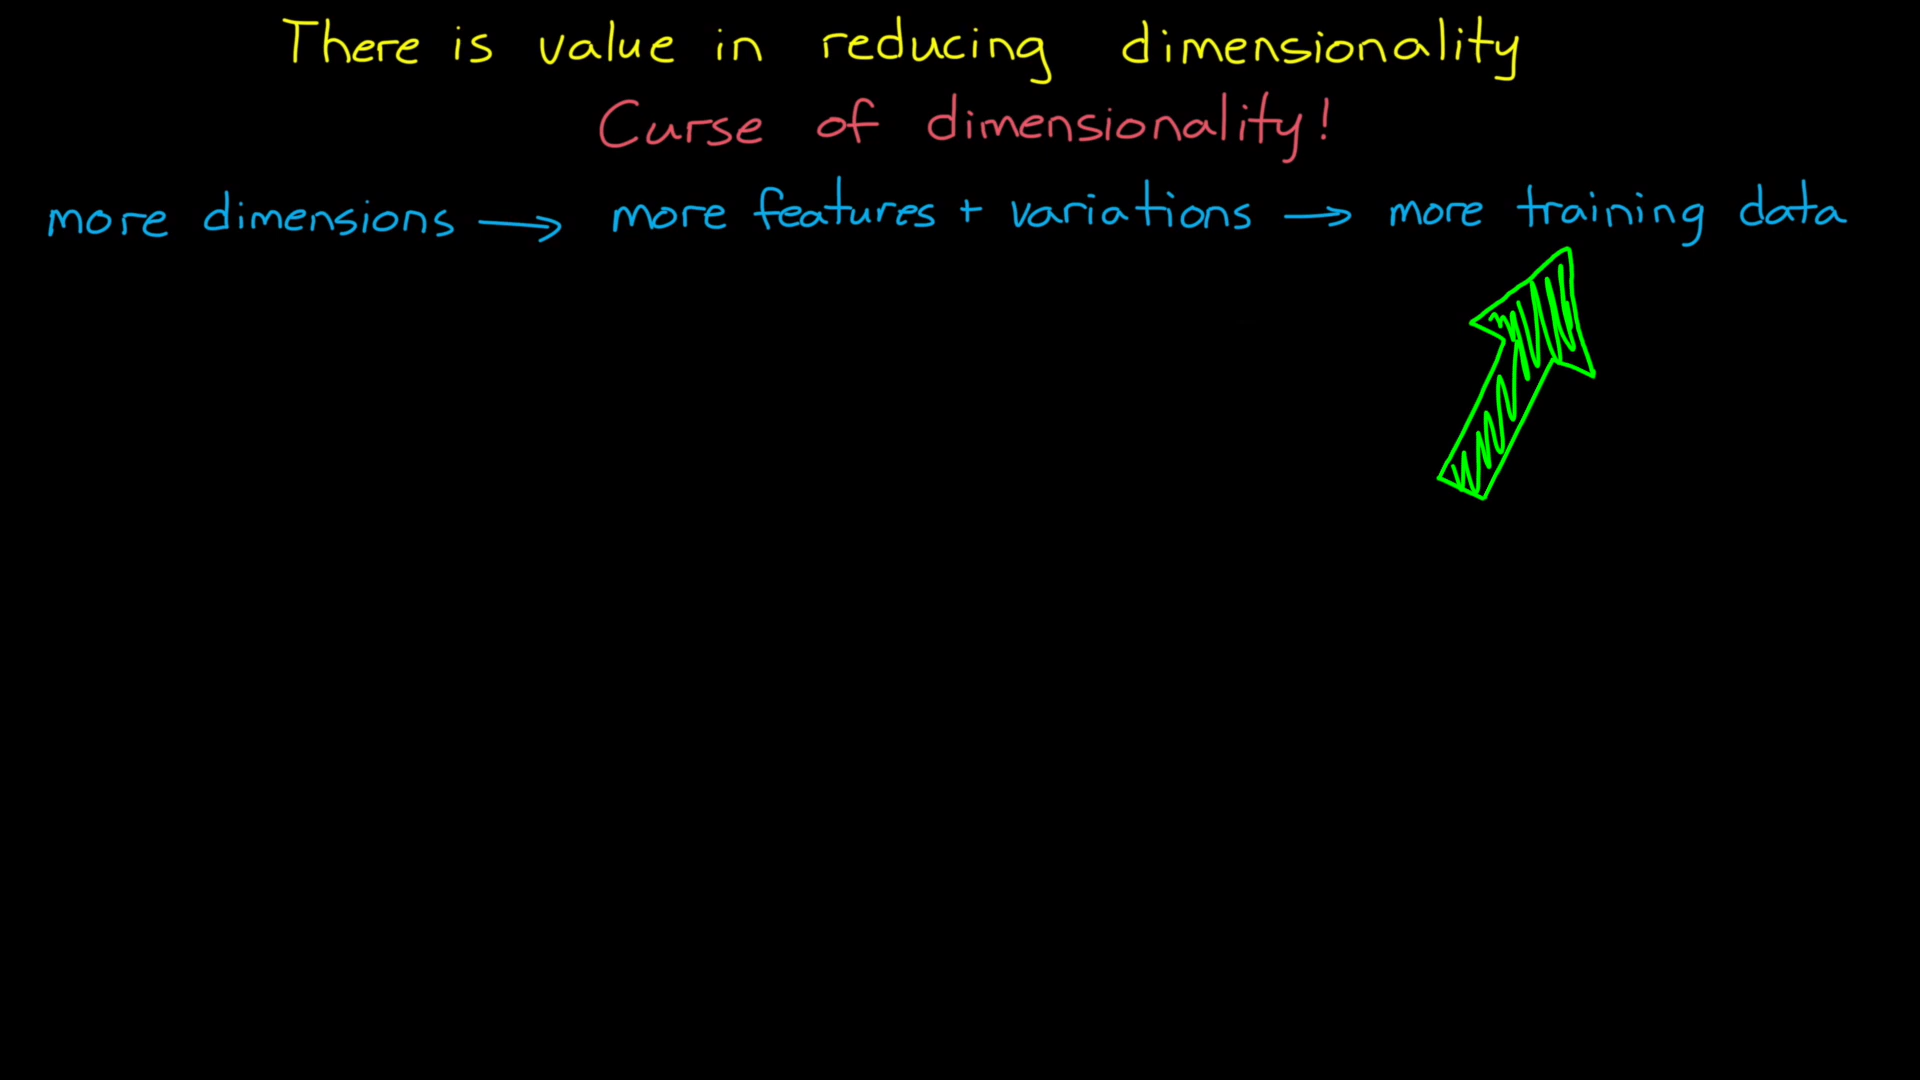 There is value in reducing dimensionality
Curse of dimensionality!
more dimensions → more features + variations → more training data